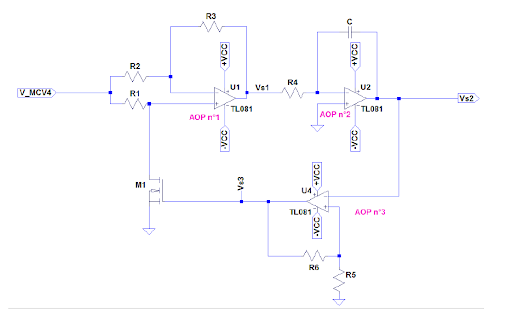 R3
C
R2
+VCC
U1
Vs1
R4
+VCC
U2
V_MCV4
R1
TL081
AOP n°1
-VCC
TL081
AOP n°2
-VCC
Vs2
M1
Vs3
+VCC
U4
TL081
AOP n°3
-VCC
R6
R5